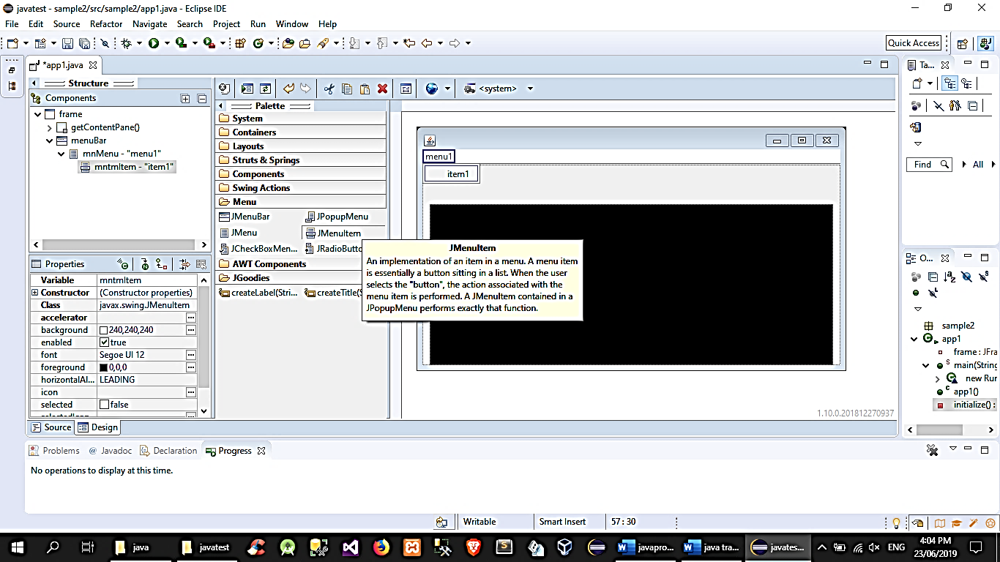 javatest - sample2/src/sample2/app1.java - Eclipse IDE
File Edit Source Refactor Navigate Search Project Run Window Help
Quick Access
*app1.java
Structure
Components
frame
getContentPane()
menuBar
mnMenu - "menu1"
mntmItem - "item1"
Properties
Variable mntmItem
Constructor (Constructor properties)
Class javax.swing.JMenuItem
accelerator
background 240,240,240
enabled true
font Segoe UI 12
foreground 0,0,0
horizontalAl... LEADING
icon
selected false
Source Design
<system>
Palette
System
Containers
Layouts
Struts & Springs
Components
Swing Actions
Menu
JMenuBar JPopupMenu
JMenu JMenuItem
JCheckBoxMen... JRadioButto
AWT Components
JGoodies
createLabel(Stri... createTitle(S
JMenuItem
An implementation of an item in a menu. A menu item
is essentially a button sitting in a list. When the user
selects the "button", the action associated with the
menu item is performed. A JMenuItem contained in a
JPopupMenu performs exactly that function.
menu1
item1
1.10.0.201812270937
Ta...
Find All
O...
sample2
app1
frame : JFra
main(String
new Rur
app1()
initialize() :
Problems @ Javadoc Declaration Progress
No operations to display at this time.
Writable Smart Insert 57 : 30
java javatest javapro... java tra... javates... ENG
4:04 PM
23/06/2019